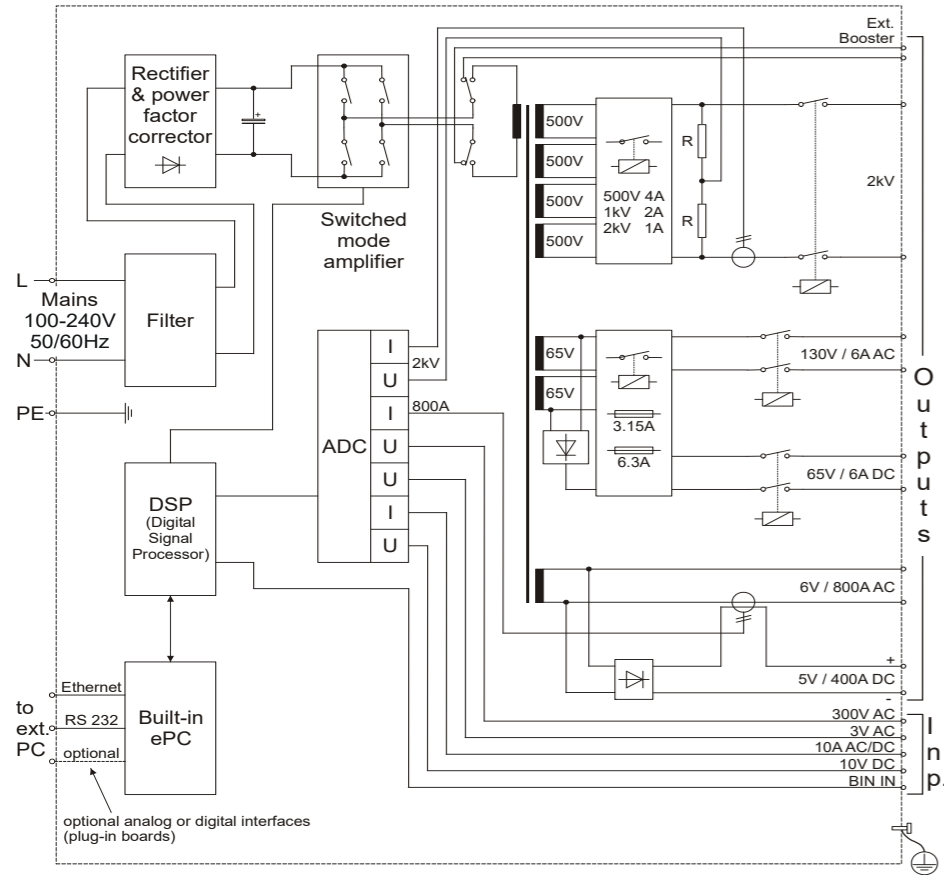 Ext.
Booster
Rectifier
& power
factor
corrector
+
500V
500V
500V
500V
500V 4A
1kV 2A
2kV 1A
R
R
2kV
Switched
mode
amplifier
L
Mains
100-240V
50/60Hz
N
Filter
PE
ADC
I
U
I
U
U
I
U
2kV
800A
65V
65V
3.15A
6.3A
130V / 6A AC
65V / 6A DC
Outputs
DSP
(Digital
Signal
Processor)
6V / 800A AC
+
5V / 400A DC
-
300V AC
3V AC
10A AC/DC
10V DC
BIN IN
Inp.
to
ext.
PC
Ethernet
RS 232
optional
Built-in
ePC
optional analog or digital interfaces
(plug-in boards)